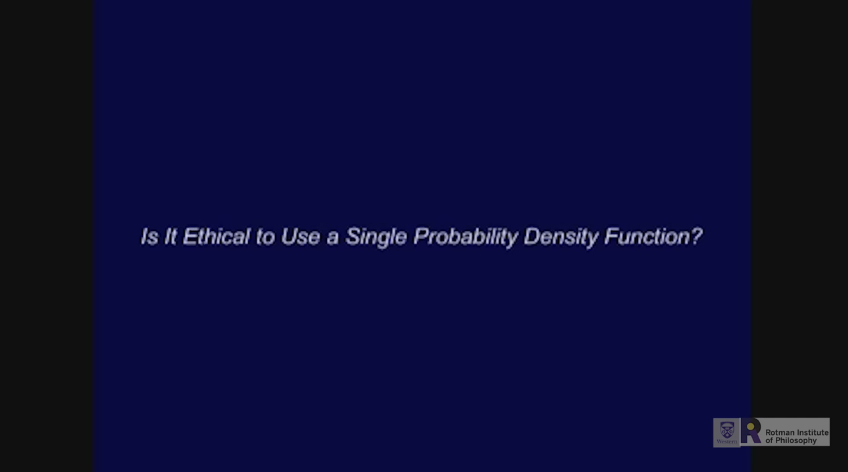 Is It Ethical to Use a Single Probability Density Function?
Rotman Institute
of Philosophy